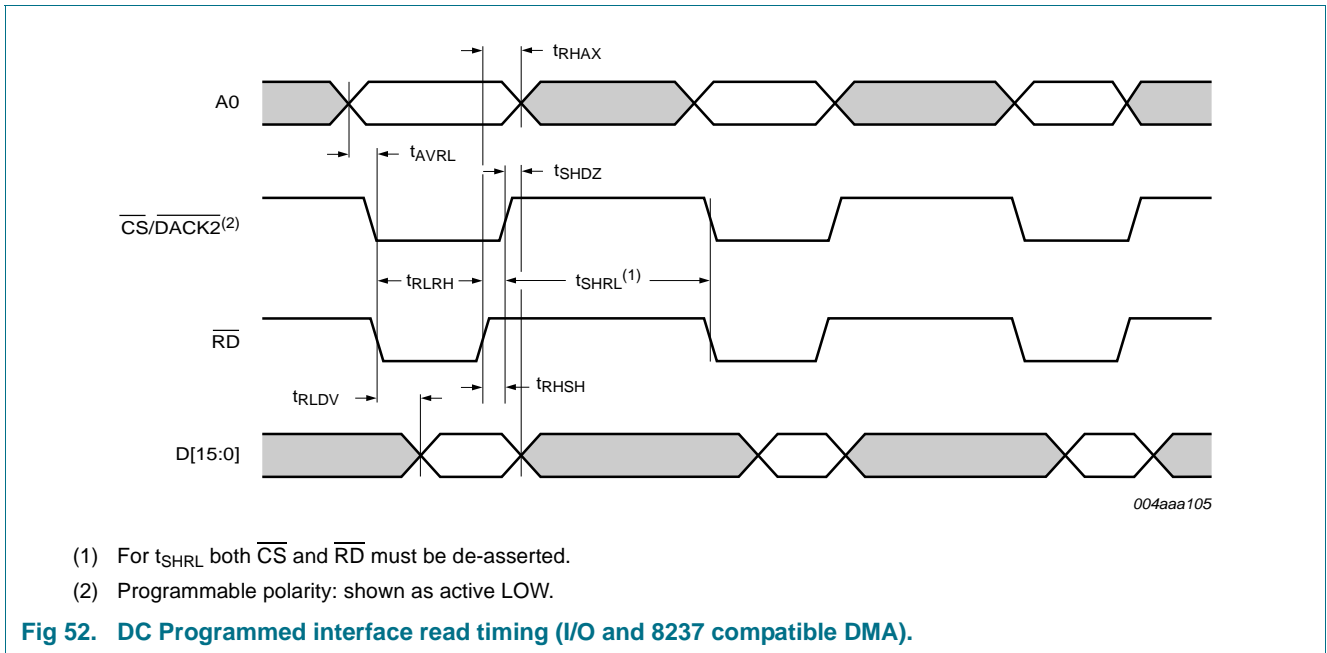 tRHAX
A0
tAVRL
tSHDZ
CS/DACK2(2)
tRLRH
tSHRL(1)
RD
tRHSH
tRLDV
D[15:0]
004aaa105
(1) For tSHRL both CS and RD must be de-asserted.
(2) Programmable polarity: shown as active LOW.
Fig 52. DC Programmed interface read timing (I/O and 8237 compatible DMA).